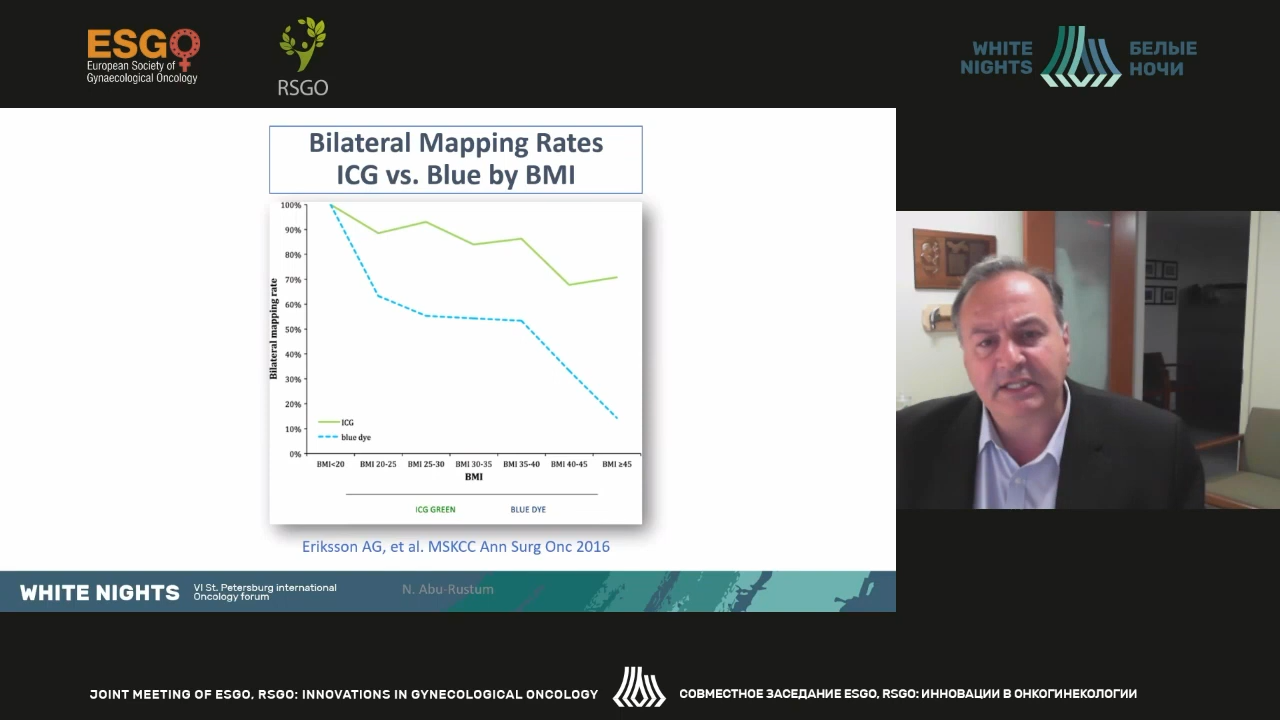 ESGO
European Society of
Gynaecological Oncology
RSGO
WHITE
NIGHTS
БЕЛЫЕ
НОЧИ
Bilateral Mapping Rates
ICG vs. Blue by BMI
Bilateral mapping rate
100%
90%
80%
70%
60%
50%
40%
30%
20%
10%
0%
ICG
blue dye
BMI<20 BMI 20-25 BMI 25-30 BMI 30-35 BMI 35-40 BMI 40-45 BMI ≥45
BMI
ICG GREEN BLUE DYE
Eriksson AG, et al. MSKCC Ann Surg Onc 2016
WHITE NIGHTS
VI St. Petersburg international
Oncology forum
N. Abu-Rustum
JOINT MEETING OF ESGO, RSGO: INNOVATIONS IN GYNECOLOGICAL ONCOLOGY
СОВМЕСТНОЕ ЗАСЕДАНИЕ ESGO, RSGO: ИННОВАЦИИ В ОНКОГИНЕКОЛОГИИ